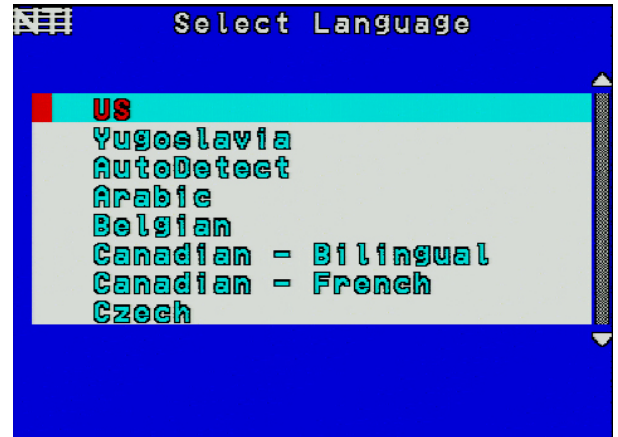 NTI Select Language
US
Yugoslavia
AutoDetect
Arabic
Belgian
Canadian - Bilingual
Canadian - French
Czech